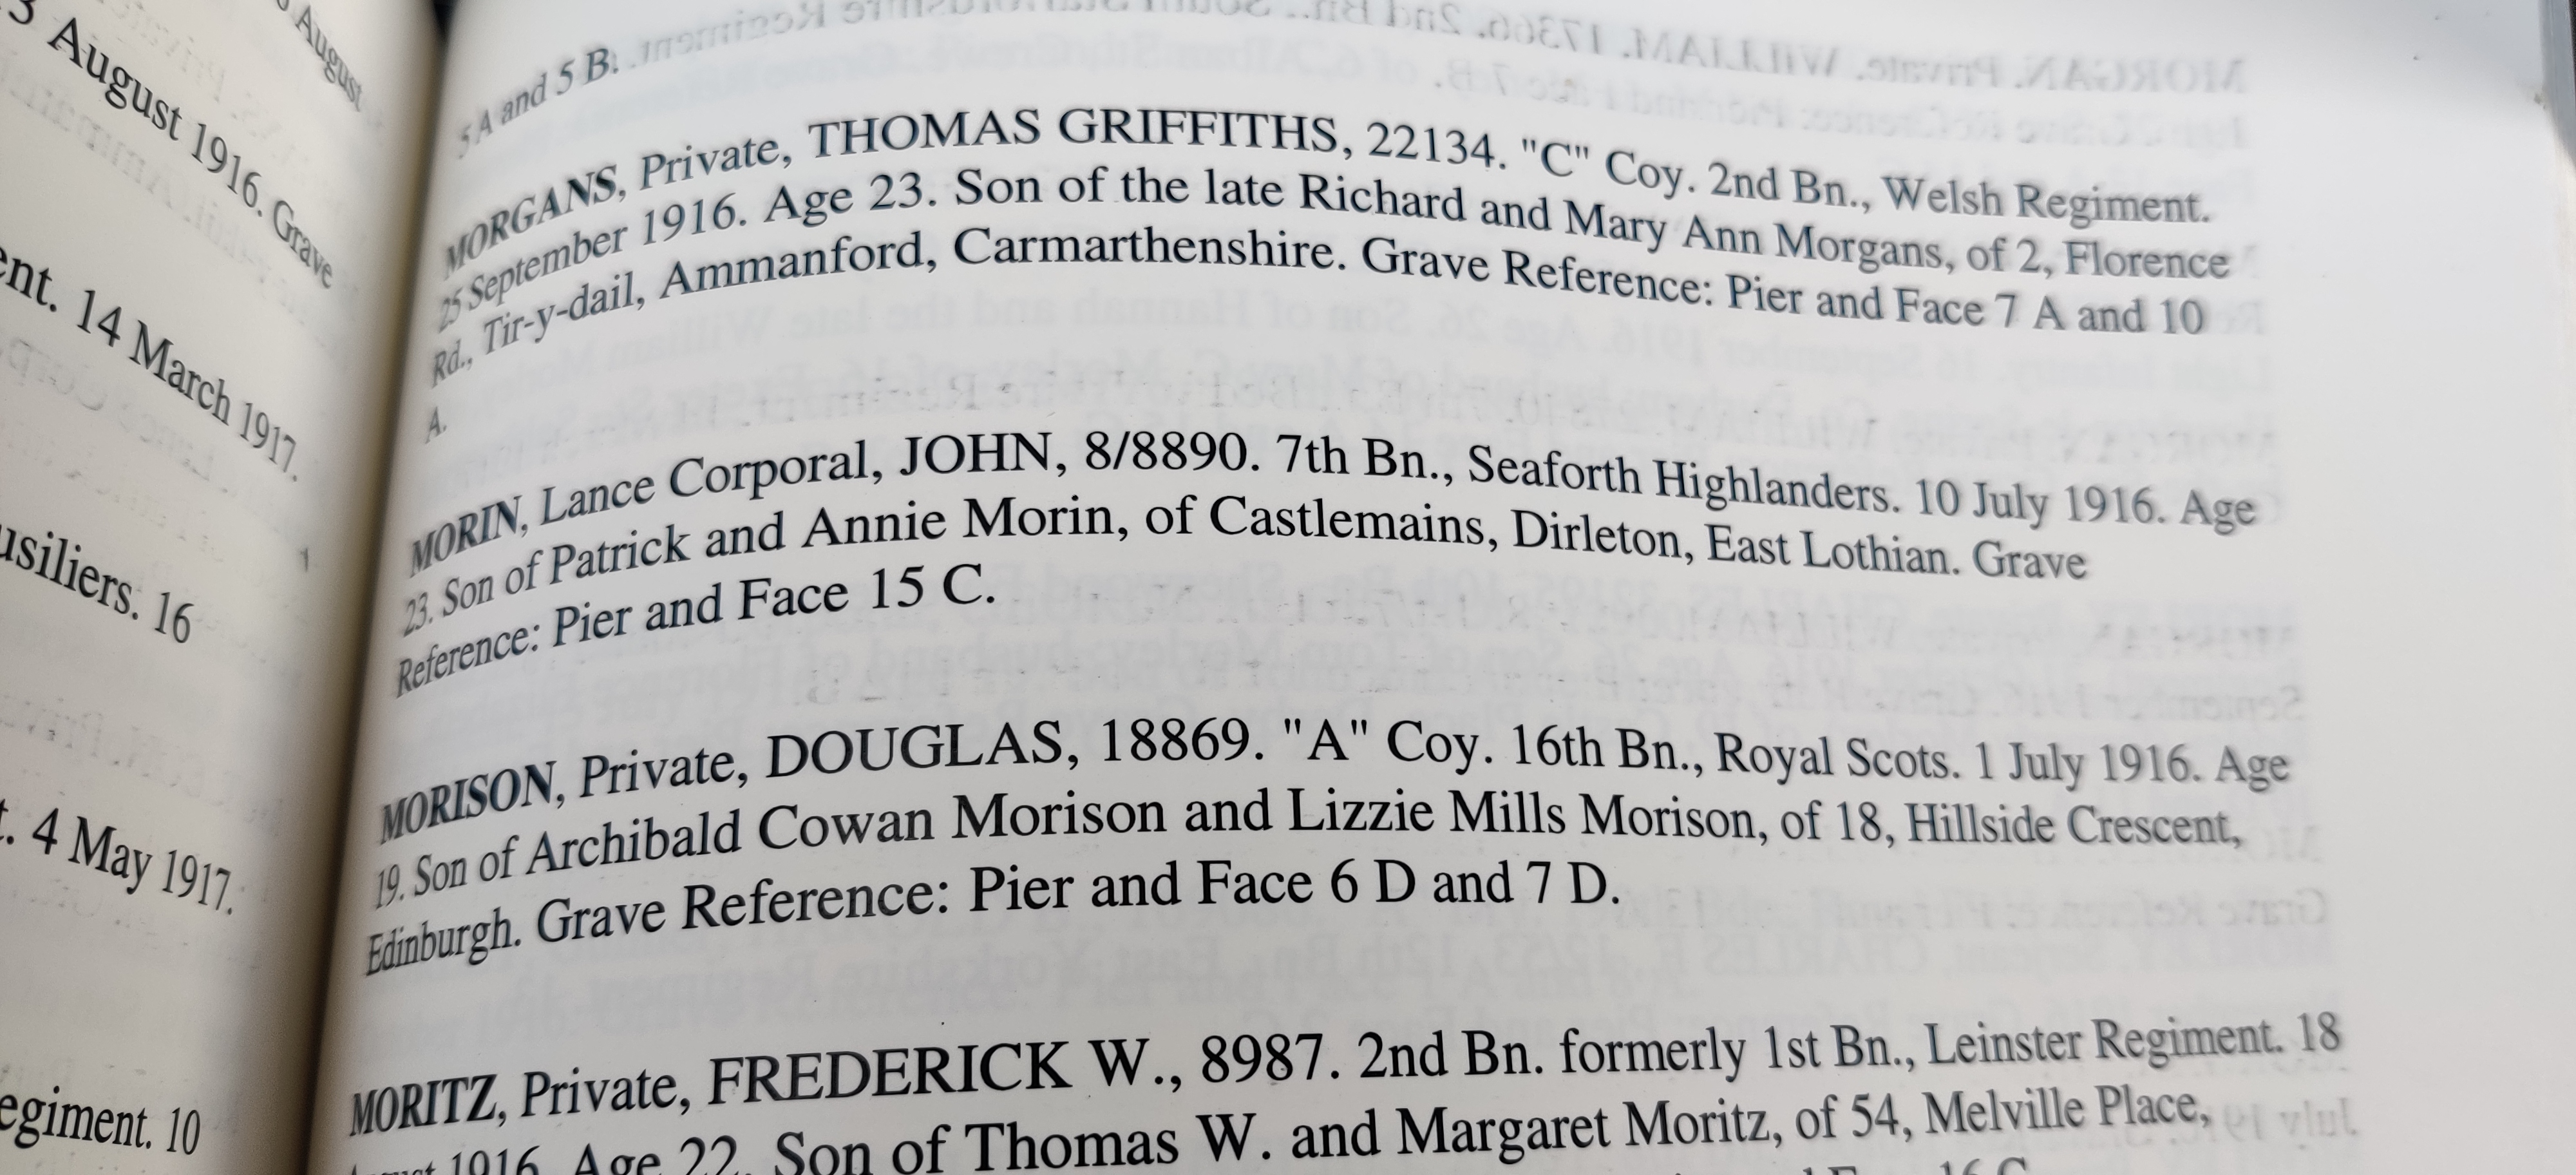 3 August 1916. Grave
August
ent. 14 March 1917.
usiliers. 16
t. 4 May 1917.
egiment. 10
5 A and 5 B.
MORGANS, Private, THOMAS GRIFFITHS, 22134. "C" Coy. 2nd Bn., Welsh Regiment.
25 September 1916. Age 23. Son of the late Richard and Mary Ann Morgans, of 2, Florence
Rd., Tir-y-dail, Ammanford, Carmarthenshire. Grave Reference: Pier and Face 7 A and 10
A.
MORIN, Lance Corporal, JOHN, 8/8890. 7th Bn., Seaforth Highlanders. 10 July 1916. Age
23. Son of Patrick and Annie Morin, of Castlemains, Dirleton, East Lothian. Grave
Reference: Pier and Face 15 C.
MORISON, Private, DOUGLAS, 18869. "A" Coy. 16th Bn., Royal Scots. 1 July 1916. Age
19. Son of Archibald Cowan Morison and Lizzie Mills Morison, of 18, Hillside Crescent,
Edinburgh. Grave Reference: Pier and Face 6 D and 7 D.
MORITZ, Private, FREDERICK W., 8987. 2nd Bn. formerly 1st Bn., Leinster Regiment. 18
1916. Age 22. Son of Thomas W. and Margaret Moritz, of 54, Melville Place,
16 C